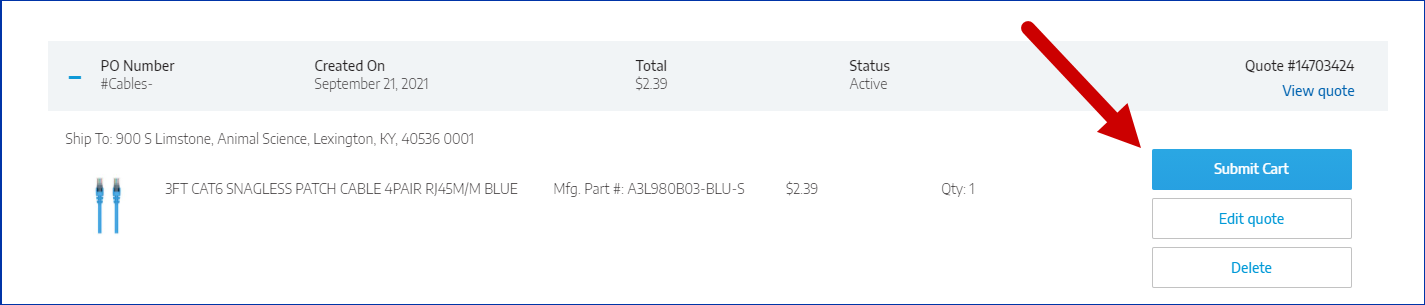 PO Number Created On Total Status Quote #14703424
#Cables- September 21, 2021 $2.39 Active View quote
Ship To: 900 S Limstone, Animal Science, Lexington, KY, 40536 0001
3FT CAT6 SNAGLESS PATCH CABLE 4PAIR RJ45M/M BLUE Mfg. Part #: A3L980B03-BLU-S $2.39 Qty: 1
Submit Cart
Edit quote
Delete